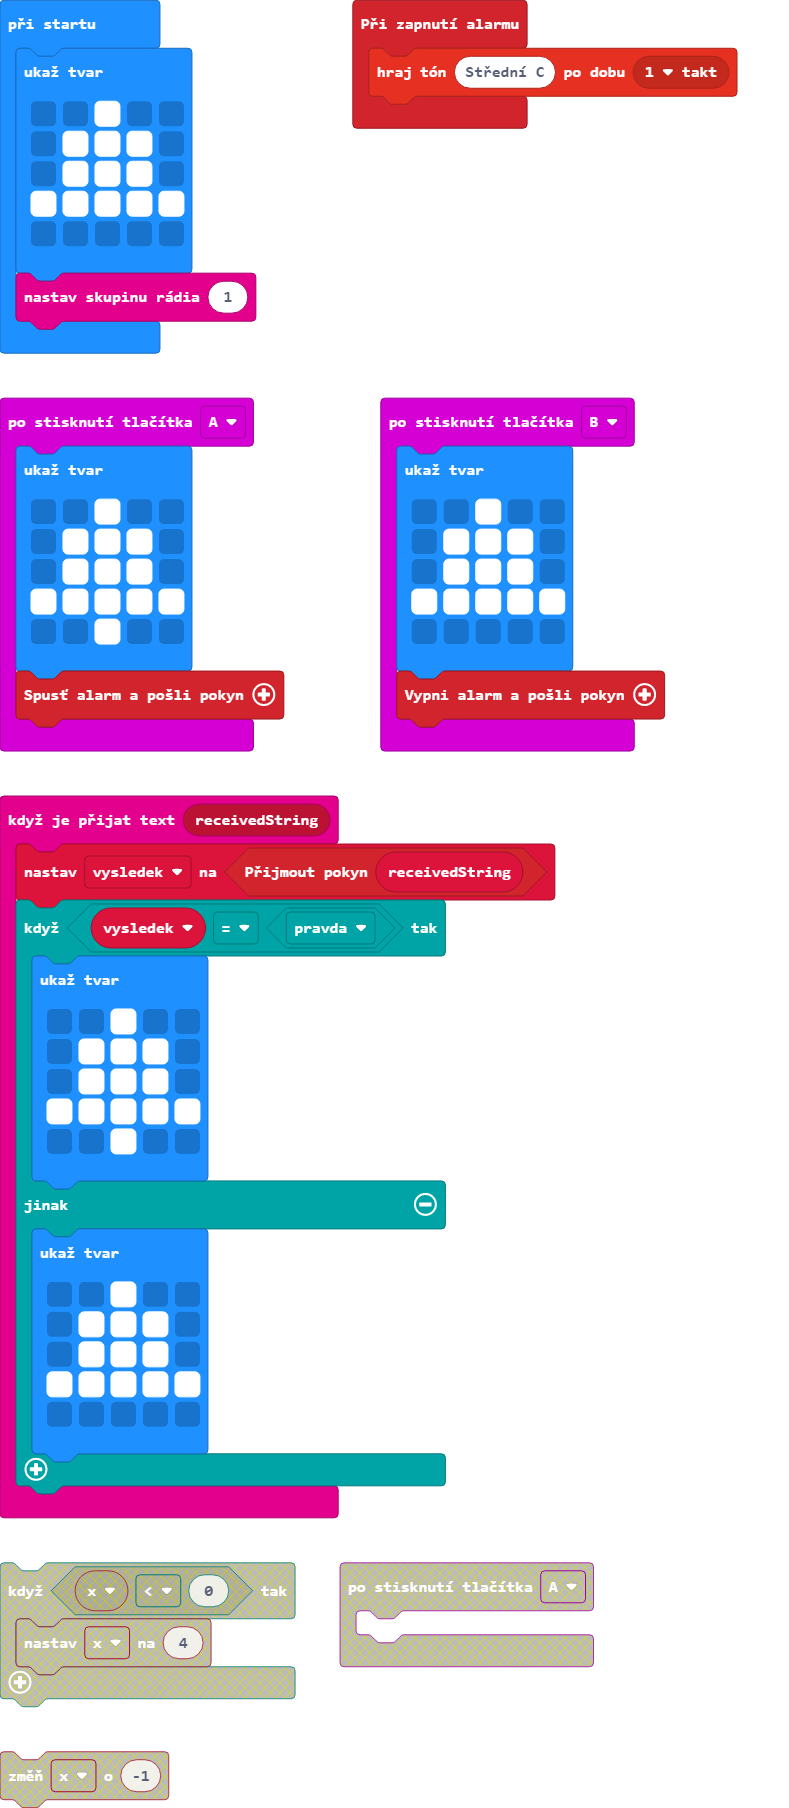 při startu
ukaž tvar
nastav skupinu rádia 1
Při zapnutí alarmu
hraj tón Střední C po dobu 1 takt
po stisknutí tlačítka A
ukaž tvar
Spusť alarm a pošli pokyn
po stisknutí tlačítka B
ukaž tvar
Vypni alarm a pošli pokyn
když je přijat text receivedString
nastav vysledek na Přijmout pokyn receivedString
když vysledek = pravda tak
ukaž tvar
jinak
ukaž tvar
když x < 0 tak
nastav x na 4
po stisknutí tlačítka A
změň x o -1